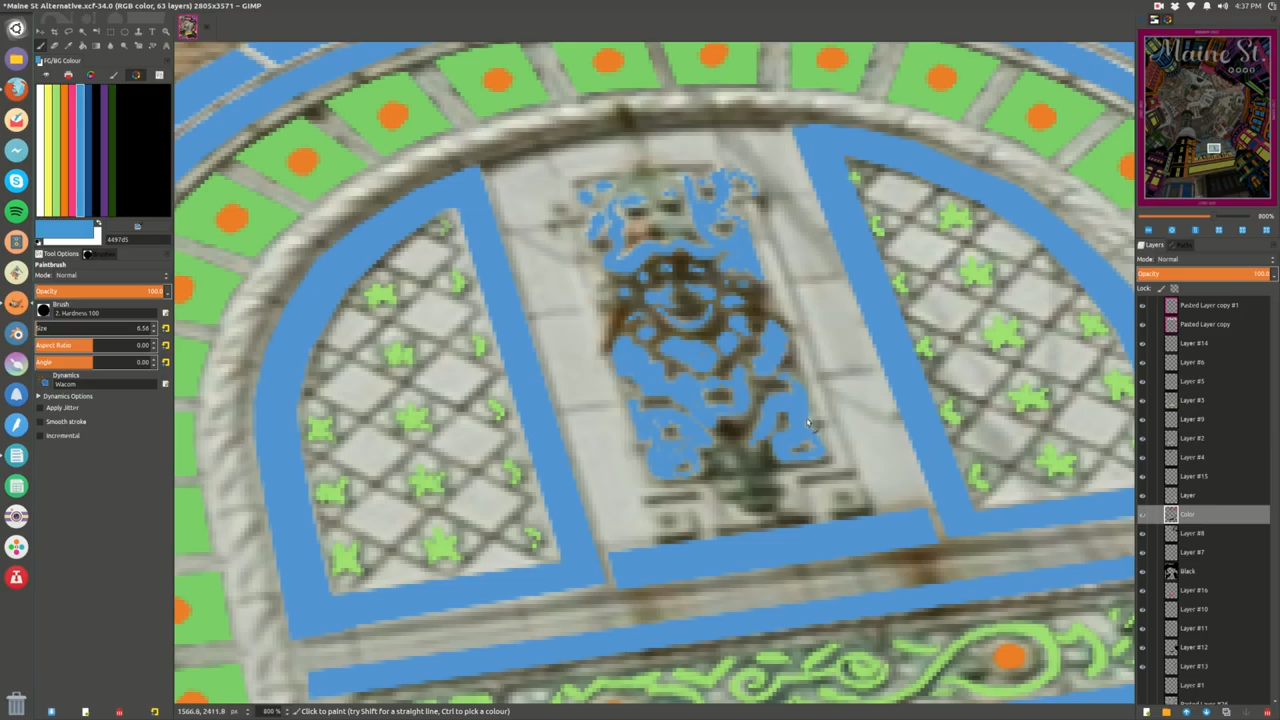 *Maine St Alternative.xcf-34.0 (RGB color, 63 layers) 2805x3571 – GIMP
4:37 PM
FG/BG Colour
4497d5
Tool Options
Paintbrush
Mode: Normal
Opacity 100.0
Brush
2. Hardness 100
Size 6.56
Aspect Ratio 0.00
Angle 0.00
Dynamics
Wacom
Dynamics Options
Apply Jitter
Smooth stroke
Incremental
Maine St.
800%
Layers Paths
Mode: Normal
Opacity 100.0
Lock:
Pasted Layer copy #1
Pasted Layer copy
Layer #14
Layer #6
Layer #5
Layer #3
Layer #9
Layer #2
Layer #4
Layer #15
Layer
Color
Layer #8
Layer #7
Black
Layer #16
Layer #10
Layer #11
Layer #12
Layer #13
Layer #1
1566.8, 2411.8 px 800 % Click to paint (try Shift for a straight line, Ctrl to pick a colour)